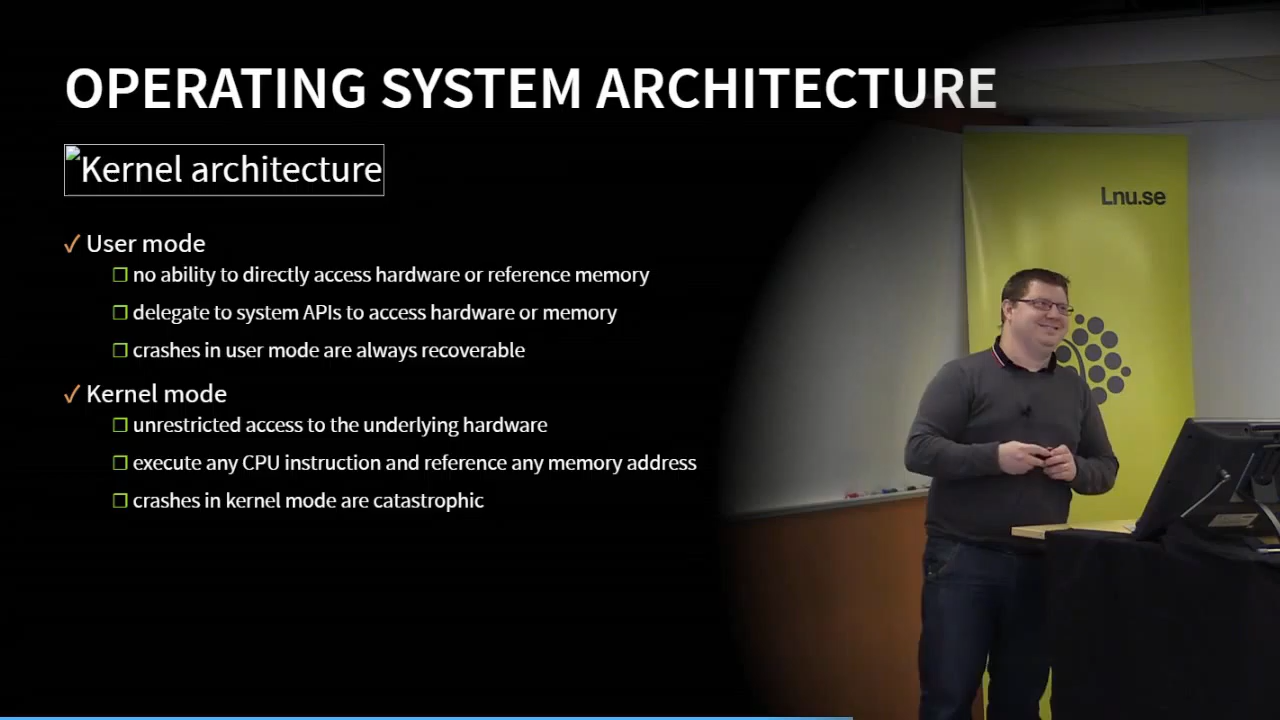 OPERATING SYSTEM ARCHITECTURE
Kernel architecture
Lnu.se
✓ User mode
❒ no ability to directly access hardware or reference memory
❒ delegate to system APIs to access hardware or memory
❒ crashes in user mode are always recoverable
✓ Kernel mode
❒ unrestricted access to the underlying hardware
❒ execute any CPU instruction and reference any memory address
❒ crashes in kernel mode are catastrophic